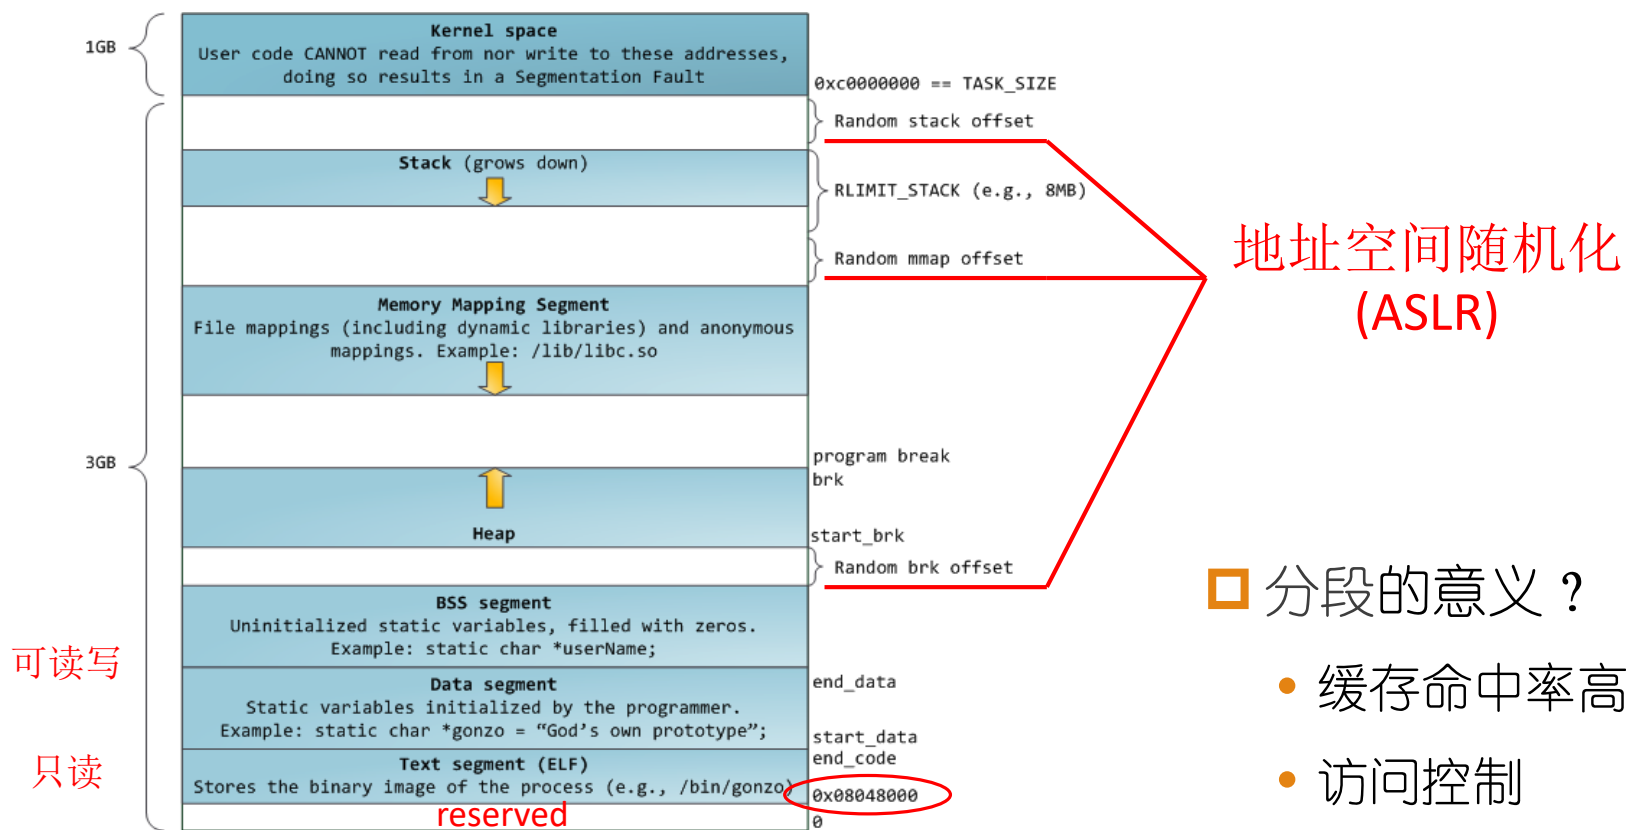 Kernel space
User code CANNOT read from nor write to these addresses,
doing so results in a Segmentation Fault
1GB
0xc0000000 == TASK_SIZE
Random stack offset
Stack (grows down)
RLIMIT_STACK (e.g., 8MB)
Random mmap offset
地址空间随机化
(ASLR)
Memory Mapping Segment
File mappings (including dynamic libraries) and anonymous
mappings. Example: /lib/libc.so
3GB
program break
brk
Heap
start_brk
Random brk offset
BSS segment
Uninitialized static variables, filled with zeros.
Example: static char *userName;
可读写
Data segment
Static variables initialized by the programmer.
Example: static char *gonzo = “God’s own prototype”;
end_data
start_data
end_code
只读
Text segment (ELF)
Stores the binary image of the process (e.g., /bin/gonzo)
0x08048000
reserved
0
分段的意义？
• 缓存命中率高
• 访问控制